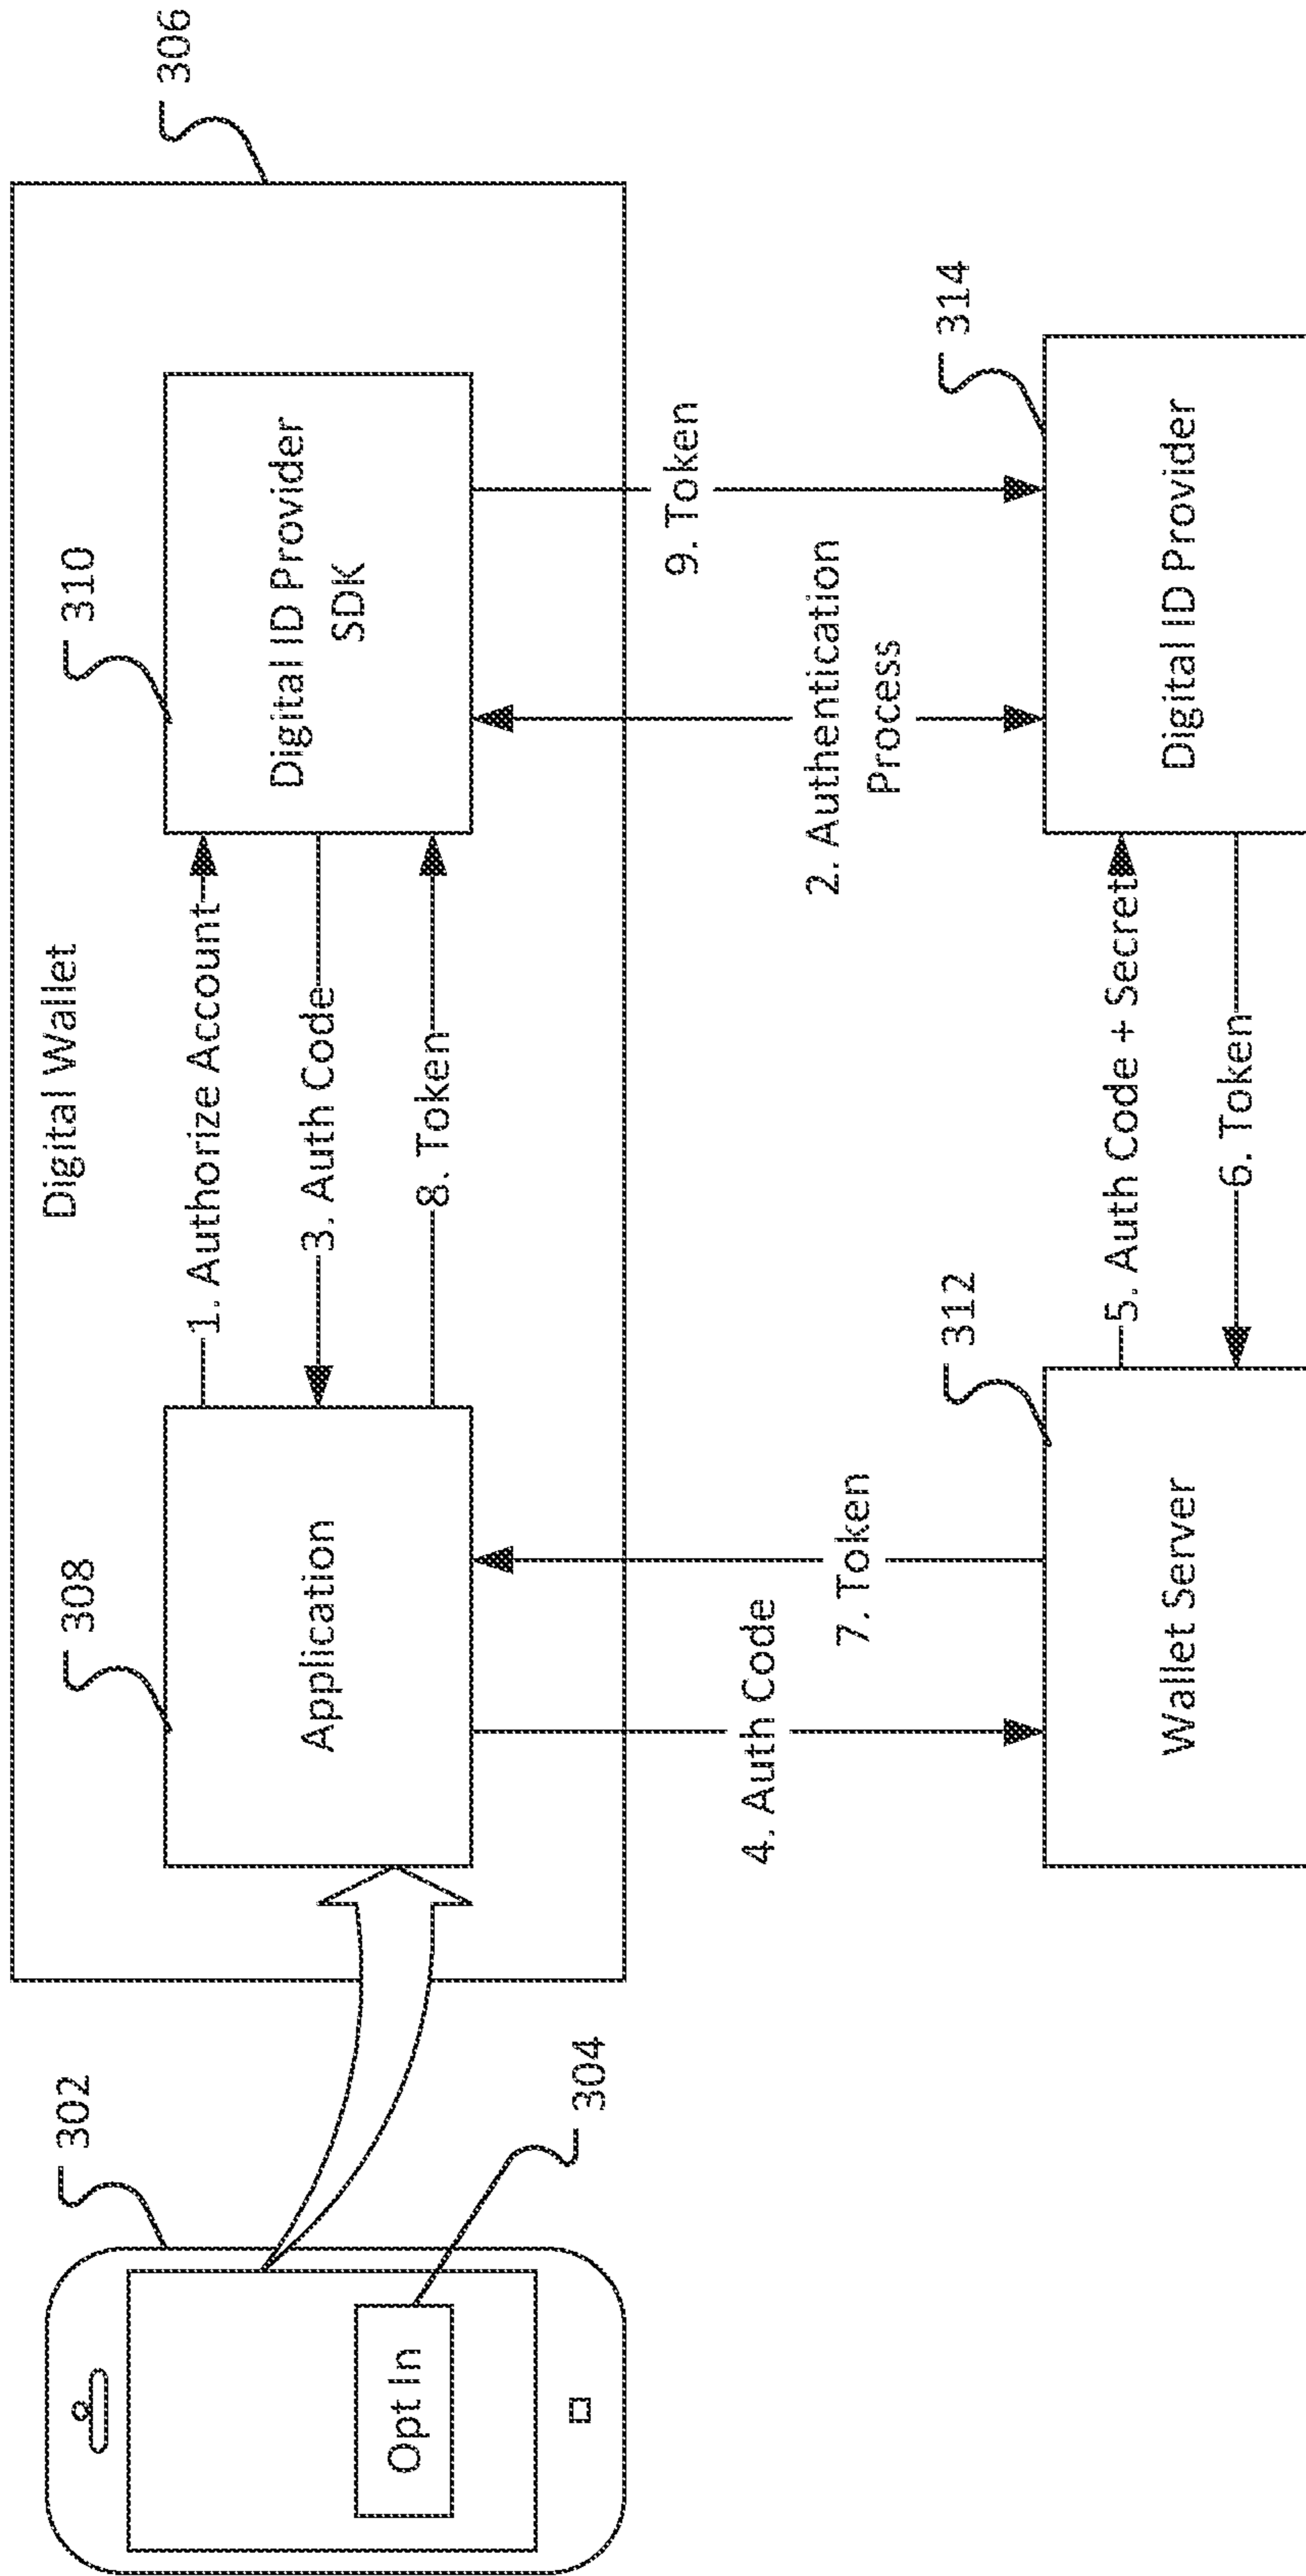 302
Opt In
304
Digital Wallet
306
308
Application
1. Authorize Account
3. Auth Code
8. Token
310
Digital ID Provider
SDK
4. Auth Code
7. Token
2. Authentication
Process
9. Token
312
Wallet Server
5. Auth Code + Secret
6. Token
314
Digital ID Provider